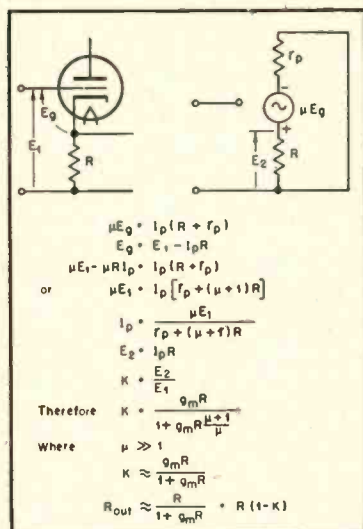 E₁
Eg
R
rp
-
μEg
+
E₂
R
μEg = Ip(R + rp)
Eg = E₁ - IpR
μE₁ - μRIp = Ip(R + rp)
or μE₁ = Ip[rp + (μ + 1)R]
Ip = μE₁ / rp + (μ + 1)R
E₂ = IpR
K = E₂ / E₁
Therefore K = gmR / 1 + gmR μ + 1 / μ
Where μ ≫ 1
K ≈ gmR / 1 + gmR
Rout ≈ R / 1 + gmR = R(1 - K)